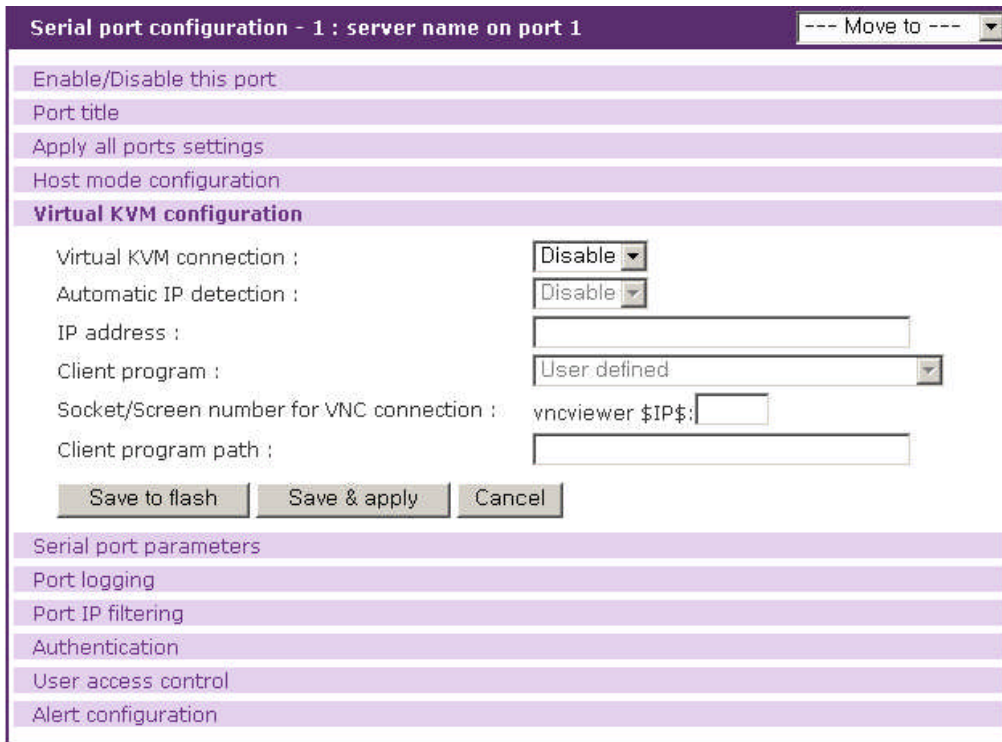 Serial port configuration - 1 : server name on port 1 --- Move to ---
Enable/Disable this port
Port title
Apply all ports settings
Host mode configuration
Virtual KVM configuration
Virtual KVM connection : Disable
Automatic IP detection : Disable
IP address :
Client program : User defined
Socket/Screen number for VNC connection : vncviewer $IP$:
Client program path :
Save to flash Save & apply Cancel
Serial port parameters
Port logging
Port IP filtering
Authentication
User access control
Alert configuration